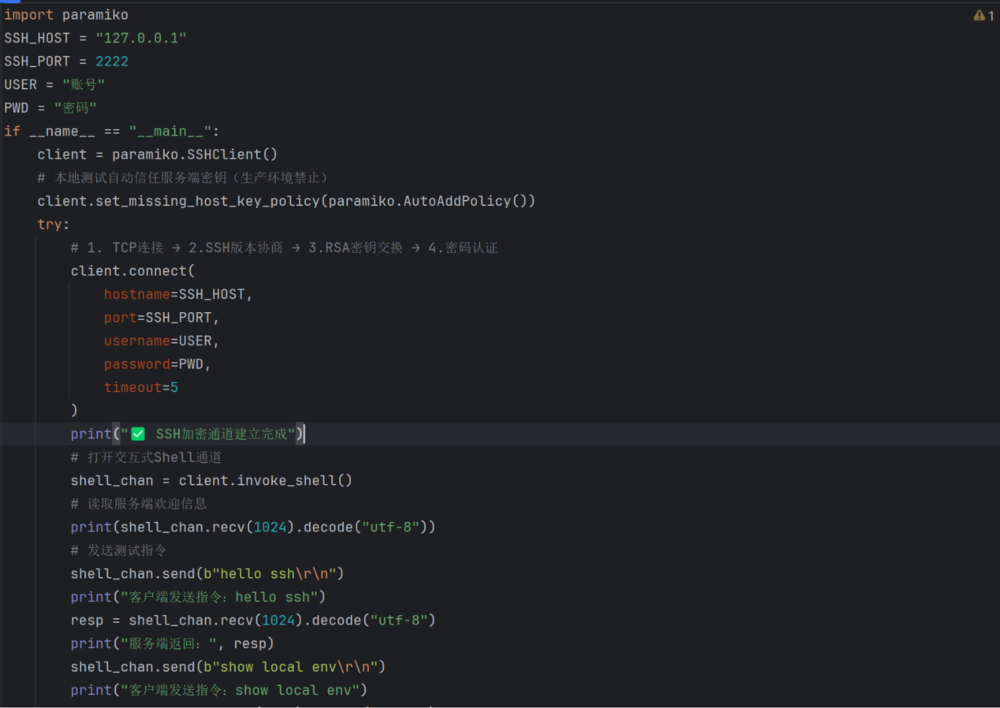 import paramiko
1
SSH_HOST = "127.0.0.1"
SSH_PORT = 2222
USER = "账号"
PWD = "密码"
if __name__ == "__main__":
    client = paramiko.SSHClient()
    # 本地测试自动信任服务端密钥（生产环境禁止）
    client.set_missing_host_key_policy(paramiko.AutoAddPolicy())
    try:
        # 1. TCP连接 → 2.SSH版本协商 → 3.RSA密钥交换 → 4.密码认证
        client.connect(
            hostname=SSH_HOST,
            port=SSH_PORT,
            username=USER,
            password=PWD,
            timeout=5
        )
        print("✅ SSH加密通道建立完成")
        # 打开交互式Shell通道
        shell_chan = client.invoke_shell()
        # 读取服务端欢迎信息
        print(shell_chan.recv(1024).decode("utf-8"))
        # 发送测试指令
        shell_chan.send(b"hello ssh\r\n")
        print("客户端发送指令：hello ssh")
        resp = shell_chan.recv(1024).decode("utf-8")
        print("服务端返回：", resp)
        shell_chan.send(b"show local env\r\n")
        print("客户端发送指令：show local env")